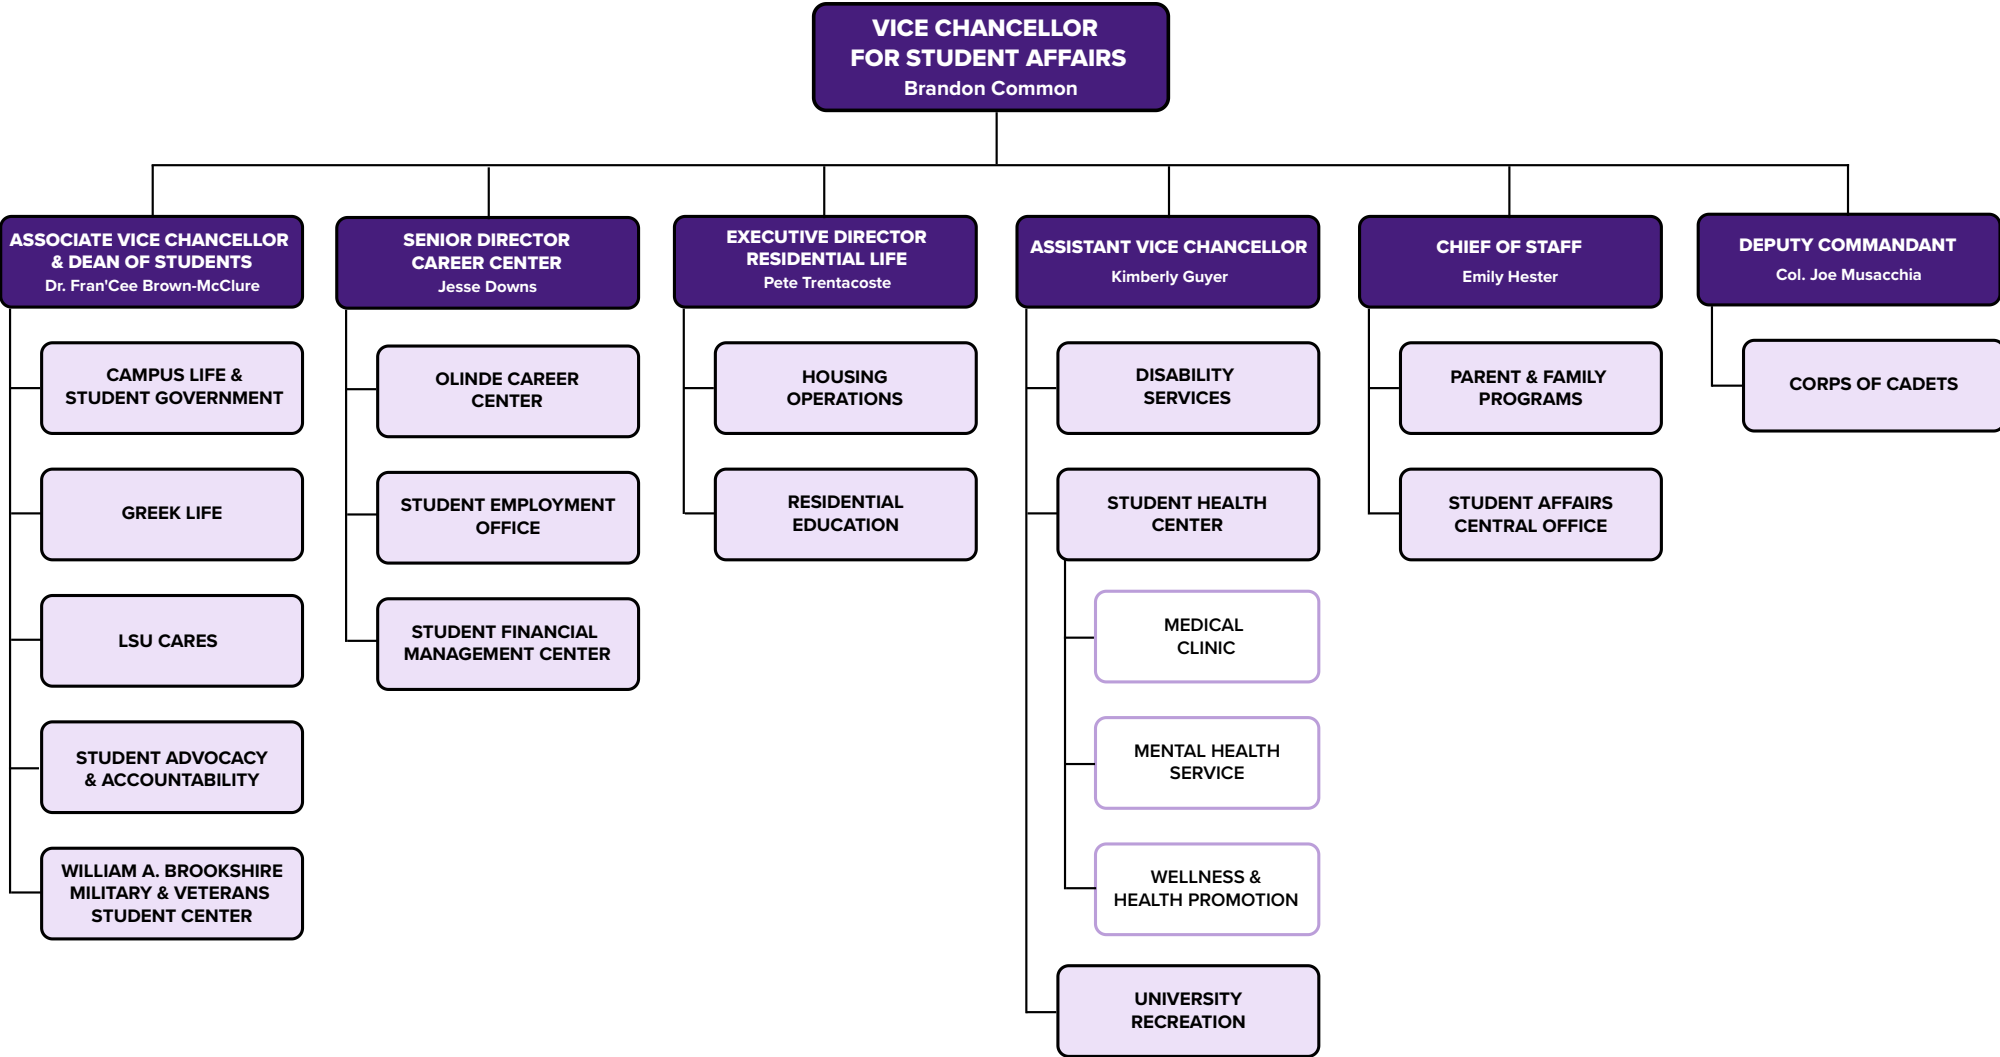 VICE CHANCELLOR
FOR STUDENT AFFAIRS
Brandon Common
ASSOCIATE VICE CHANCELLOR
& DEAN OF STUDENTS
Dr. Fran'Cee Brown-McClure
CAMPUS LIFE &
STUDENT GOVERNMENT
GREEK LIFE
LSU CARES
STUDENT ADVOCACY
& ACCOUNTABILITY
WILLIAM A. BROOKSHIRE
MILITARY & VETERANS
STUDENT CENTER
SENIOR DIRECTOR
CAREER CENTER
Jesse Downs
OLINDE CAREER
CENTER
STUDENT EMPLOYMENT
OFFICE
STUDENT FINANCIAL
MANAGEMENT CENTER
EXECUTIVE DIRECTOR
RESIDENTIAL LIFE
Pete Trentacoste
HOUSING
OPERATIONS
RESIDENTIAL
EDUCATION
ASSISTANT VICE CHANCELLOR
Kimberly Guyer
DISABILITY
SERVICES
STUDENT HEALTH
CENTER
MEDICAL
CLINIC
MENTAL HEALTH
SERVICE
WELLNESS &
HEALTH PROMOTION
UNIVERSITY
RECREATION
CHIEF OF STAFF
Emily Hester
PARENT & FAMILY
PROGRAMS
STUDENT AFFAIRS
CENTRAL OFFICE
DEPUTY COMMANDANT
Col. Joe Musacchia
CORPS OF CADETS